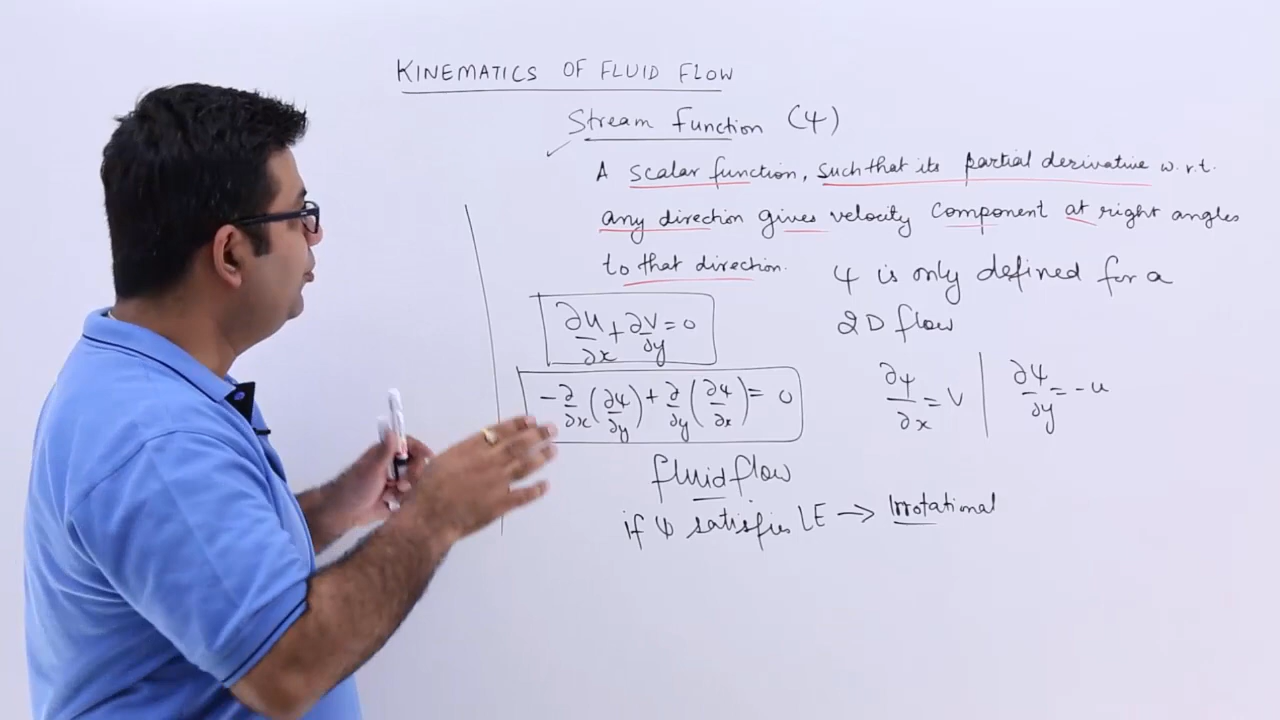 KINEMATICS OF FLUID FLOW
Stream function (ψ)
A scalar function, such that its partial derivative w.r.t.
any direction gives velocity component at right angles
to that direction.
ψ is only defined for a
2D flow
∂u/∂x + ∂v/∂y = 0
-∂/∂x (∂ψ/∂y) + ∂/∂y (∂ψ/∂x) = 0
∂ψ/∂x = v | ∂ψ/∂y = -u
fluid flow
if ψ satisfies LE → Irrotational